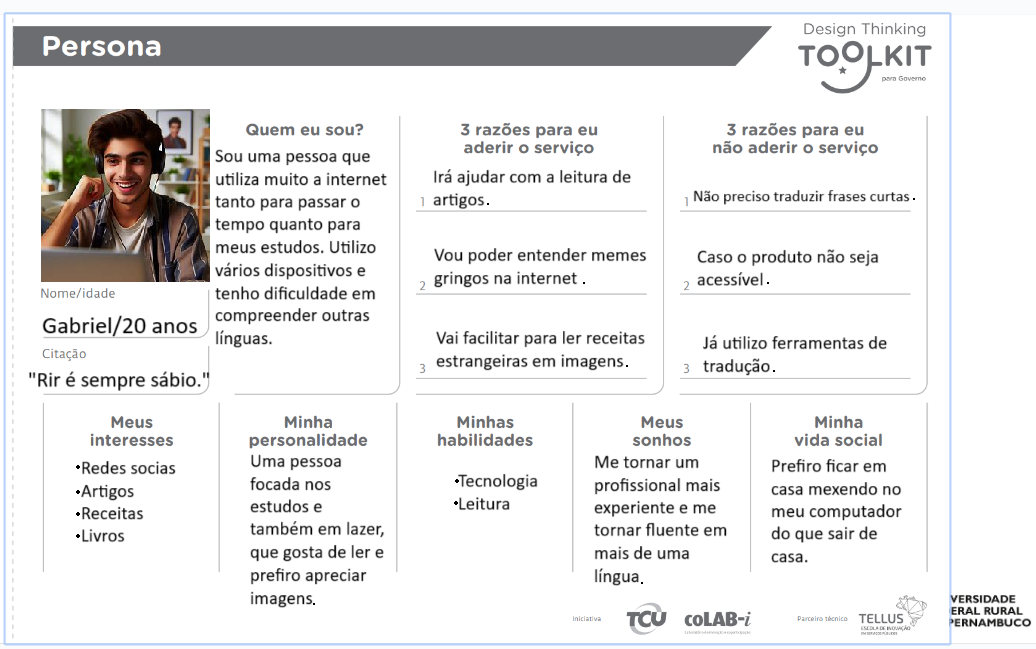 Persona
Design Thinking
TOOLKIT
para Governo
Quem eu sou?
Sou uma pessoa que
utiliza muito a internet
tanto para passar o
tempo quanto para
meus estudos. Utilizo
vários dispositivos e
tenho dificuldade em
compreender outras
línguas.
Nome/idade
Gabriel/20 anos
Citação
"Rir é sempre sábio."
3 razões para eu
aderir o serviço
Irá ajudar com a leitura de
1 artigos.
Vou poder entender memes
2 gringos na internet .
Vai facilitar para ler receitas
3 estrangeiras em imagens.
3 razões para eu
não aderir o serviço
1 Não preciso traduzir frases curtas.
Caso o produto não seja
2 acessível.
Já utilizo ferramentas de
3 tradução.
Meus
interesses
•Redes socias
•Artigos
•Receitas
•Livros
Minha
personalidade
Uma pessoa
focada nos
estudos e
também em lazer,
que gosta de ler e
prefiro apreciar
imagens.
Minhas
habilidades
•Tecnologia
•Leitura
Meus
sonhos
Me tornar um
profissional mais
experiente e me
tornar fluente em
mais de uma
língua.
Minha
vida social
Prefiro ficar em
casa mexendo no
meu computador
do que sair de
casa.
Iniciativa
TCU
coLAB-i
Parceiro técnico
TELLUS
ESCOLA DE INOVAÇÃO
VERSIDADE
ERAL RURAL
PERNAMBUCO